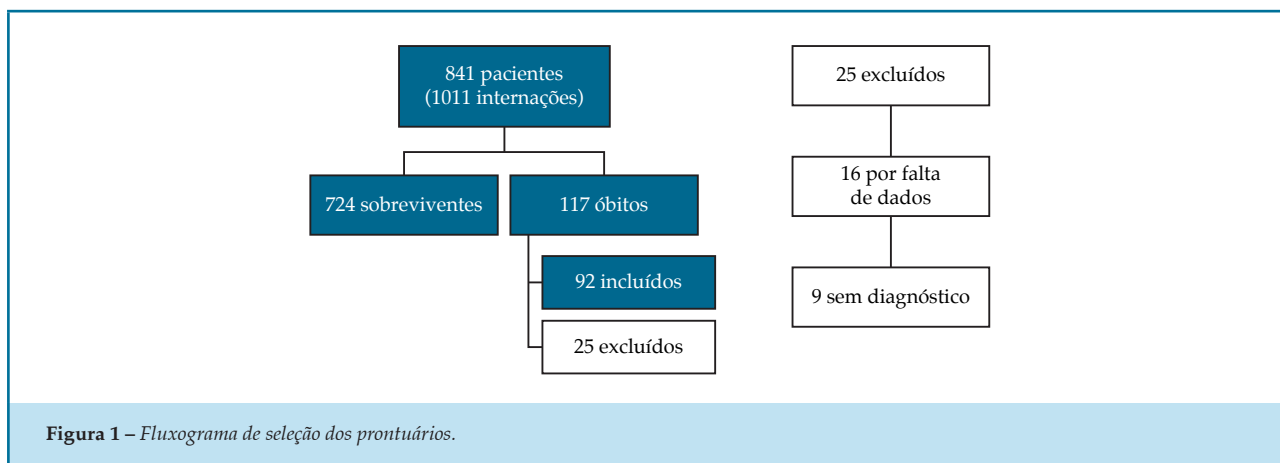 841 pacientes
(1011 internações)
724 sobreviventes
117 óbitos
92 incluídos
25 excluídos
25 excluídos
16 por falta
de dados
9 sem diagnóstico
Figura 1 – Fluxograma de seleção dos prontuários.